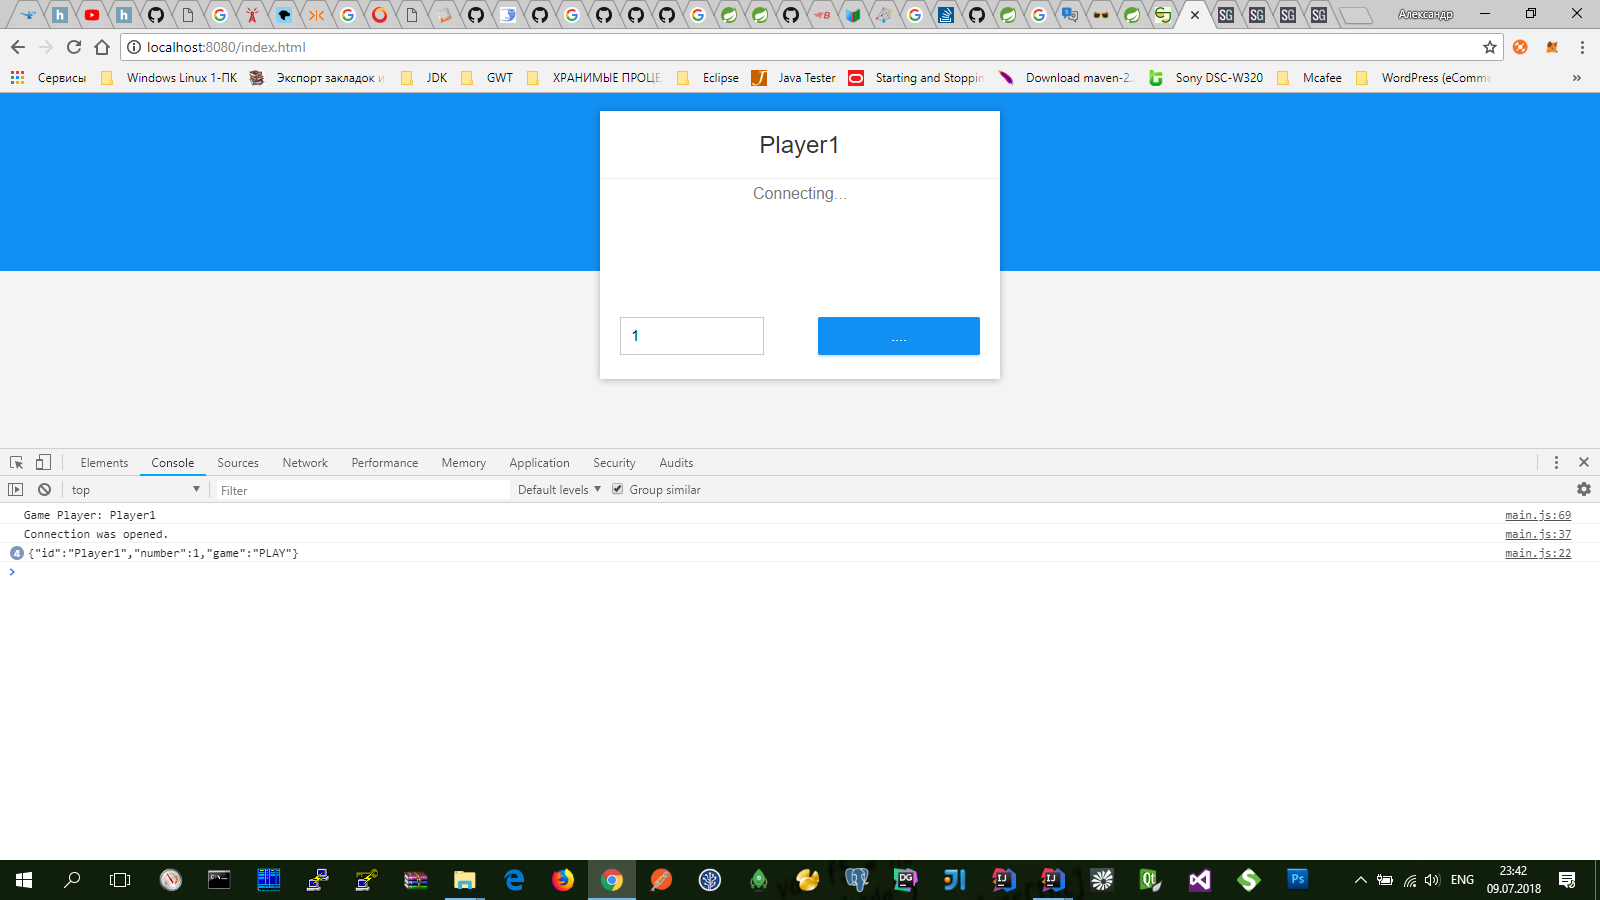 Александр
localhost:8080/index.html
Сервисы Windows Linux 1-ПК Экспорт закладок и JDK GWT ХРАНИМЫЕ ПРОЦЕ Eclipse Java Tester Starting and Stoppin Download maven-2. Sony DSC-W320 Mcafee WordPress (eComme »
Player1
Connecting...
1
....
Elements Console Sources Network Performance Memory Application Security Audits
top Filter Default levels Group similar
Game Player: Player1 main.js:69
Connection was opened. main.js:37
4 {"id":"Player1","number":1,"game":"PLAY"} main.js:22
ENG
23:42
09.07.2018